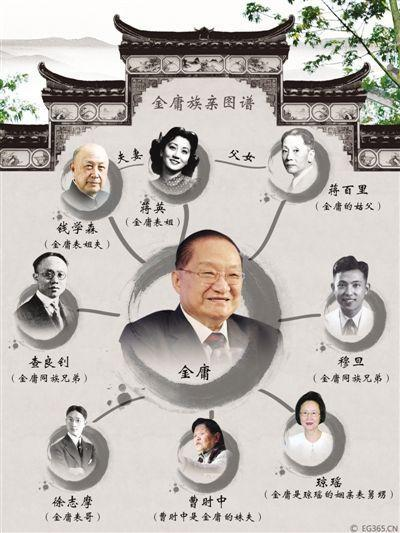 金庸族亲图谱
夫妻
父女
钱学森
(金庸表姐夫)
蒋英
(金庸表姐)
蒋百里
(金庸的姑父)
查良钊
(金庸同族兄弟)
金庸
穆旦
(金庸同族兄弟)
徐志摩
(金庸表哥)
曹时中
(曹时中是金庸的妹夫)
琼瑶
(金庸是琼瑶的姻亲表舅甥)
© EG365.CN